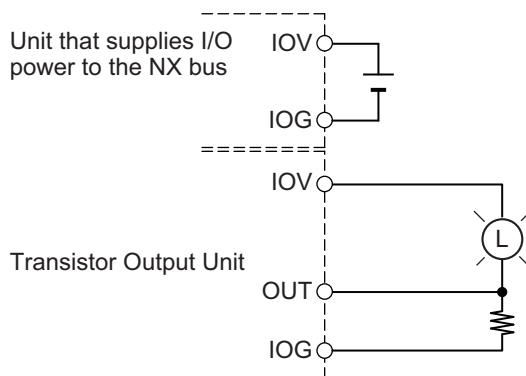 Unit that supplies I/O
power to the NX bus
IOV
IOG
IOV
L
Transistor Output Unit
OUT
IOG